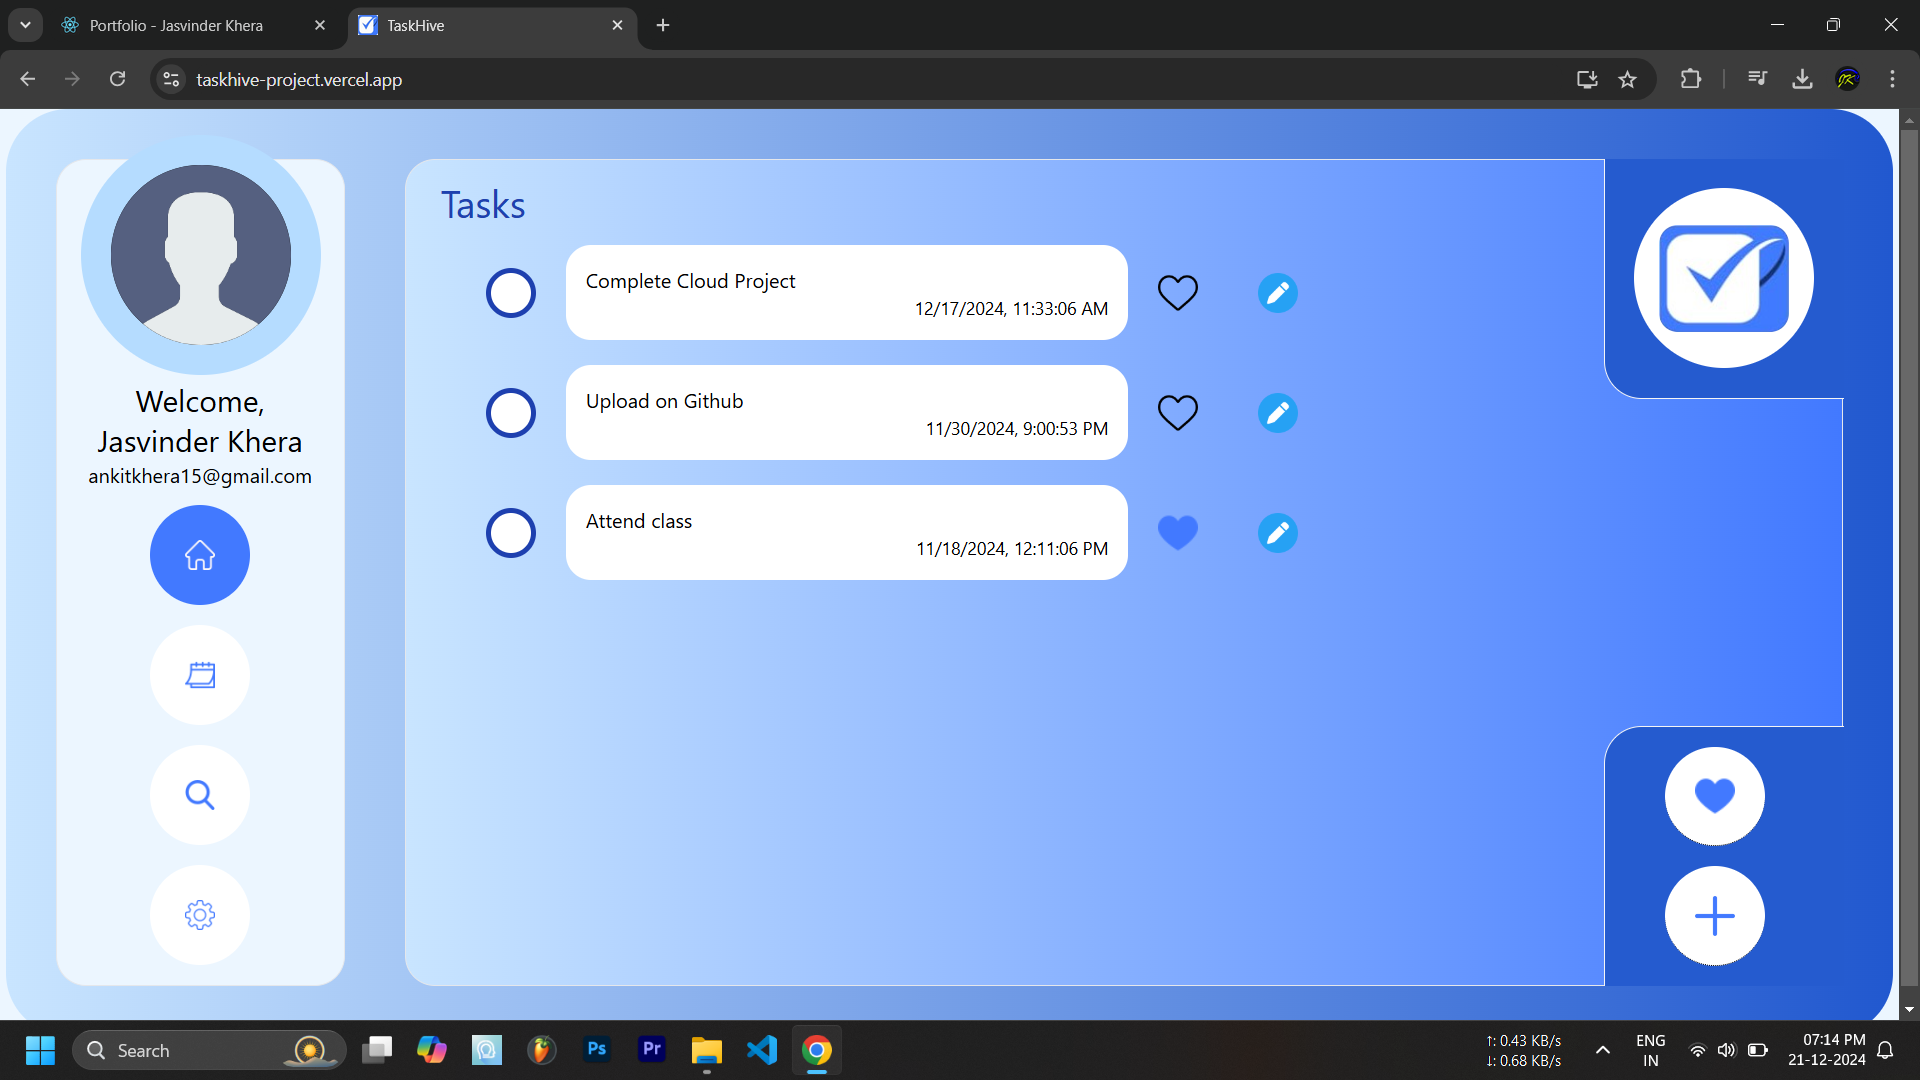 Portfolio - Jasvinder Khera
TaskHive
taskhive-project.vercel.app
Tasks
Complete Cloud Project
12/17/2024, 11:33:06 AM
Upload on Github
11/30/2024, 9:00:53 PM
Attend class
11/18/2024, 12:11:06 PM
Welcome,
Jasvinder Khera
ankitkhera15@gmail.com
Search
Ps
Pr
↑: 0.43 KB/s
↓: 0.68 KB/s
ENG
IN
07:14 PM
21-12-2024